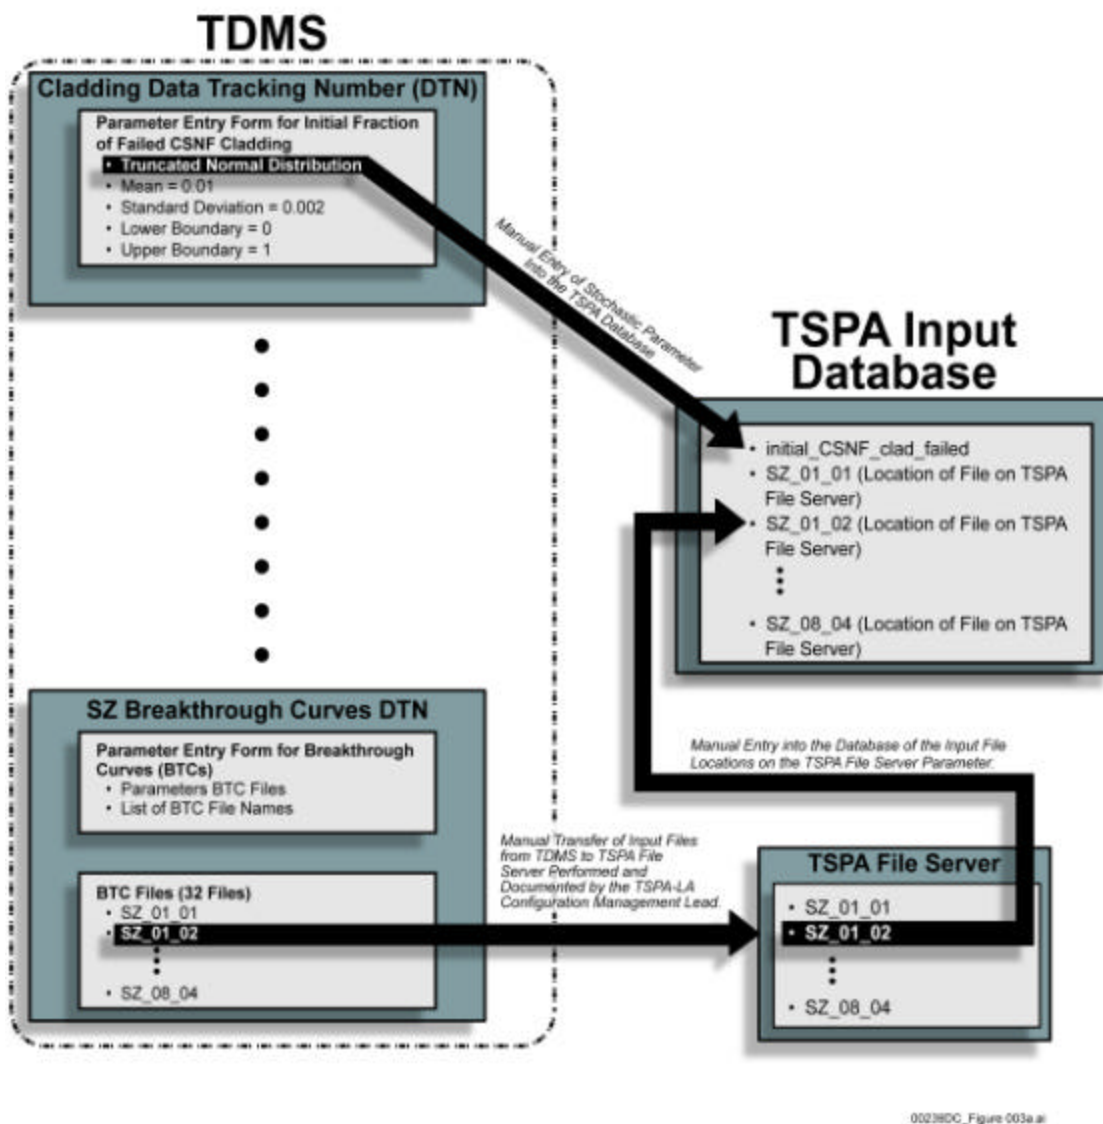 TDMS
Cladding Data Tracking Number (DTN)
Parameter Entry Form for Initial Fraction
of Failed CSNF Cladding
• Truncated Normal Distribution
• Mean = 0.01
• Standard Deviation = 0.002
• Lower Boundary = 0
• Upper Boundary = 1
Manual Entry of Stochastic Parameter
Into the TSPA Database
TSPA Input
Database
• initial_CSNF_clad_failed
• SZ_01_01 (Location of File on TSPA
File Server)
• SZ_01_02 (Location of File on TSPA
File Server)
• SZ_08_04 (Location of File on TSPA
File Server)
SZ Breakthrough Curves DTN
Parameter Entry Form for Breakthrough
Curves (BTCs)
• Parameters BTC Files
• List of BTC File Names
BTC Files (32 Files)
• SZ_01_01
• SZ_01_02
• SZ_08_04
Manual Transfer of Input Files
from TDMS to TSPA File
Server Performed and
Documented by the TSPA-LA
Configuration Management Lead.
Manual Entry into the Database of the Input File
Locations on the TSPA File Server Parameter.
TSPA File Server
• SZ_01_01
• SZ_01_02
• SZ_08_04